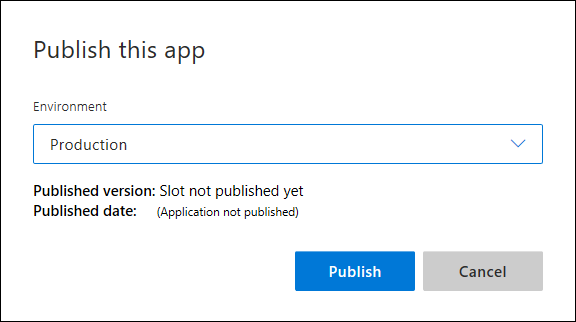 Publish this app
Environment
Production
Published version: Slot not published yet
Published date: (Application not published)
Publish Cancel